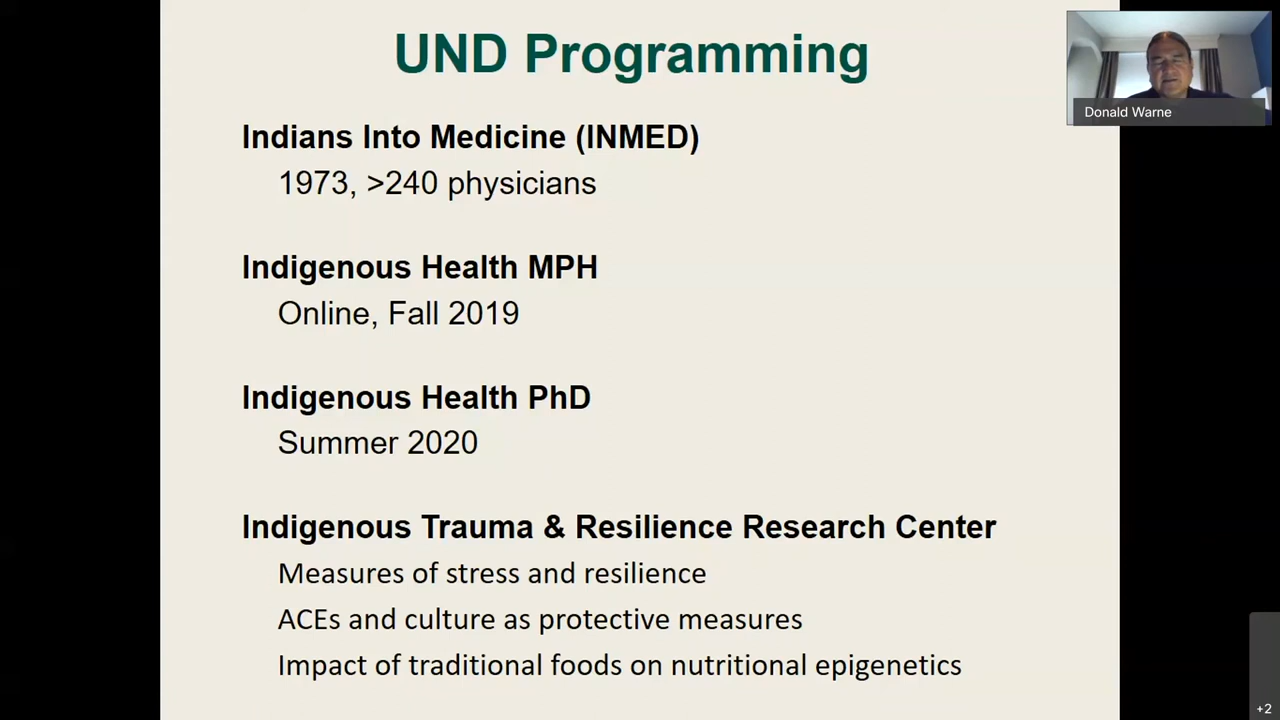 UND Programming
Donald Warne
Indians Into Medicine (INMED)
1973, >240 physicians
Indigenous Health MPH
Online, Fall 2019
Indigenous Health PhD
Summer 2020
Indigenous Trauma & Resilience Research Center
Measures of stress and resilience
ACEs and culture as protective measures
Impact of traditional foods on nutritional epigenetics
+2